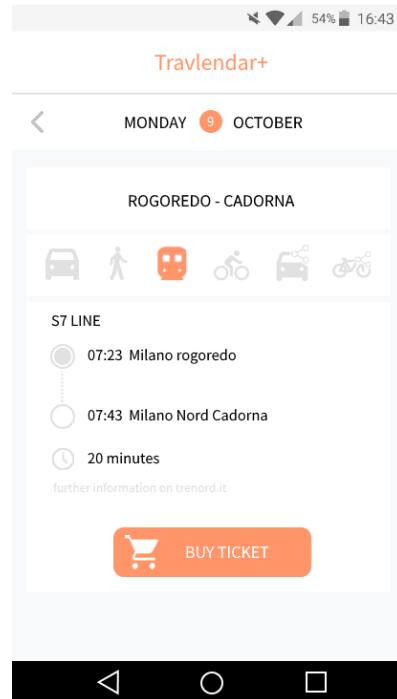 54% 16:43
Travlendar+
MONDAY 9 OCTOBER
ROGOREDO - CADORNA
S7 LINE
07:23 Milano rogoredo
07:43 Milano Nord Cadorna
20 minutes
further information on trenord.it
BUY TICKET